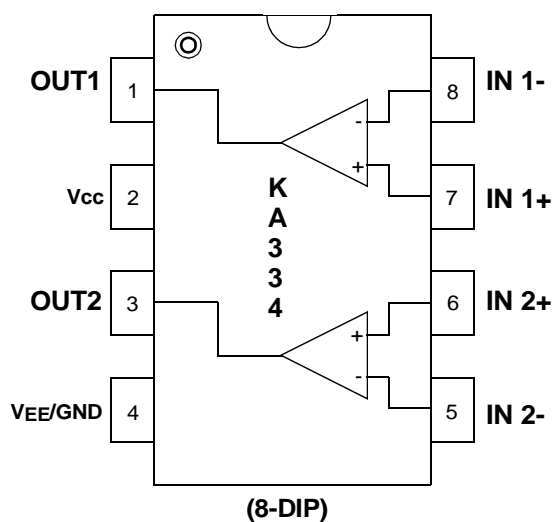 OUT1 1 - 8 IN 1-
+
Vcc 2 7 IN 1+
K
A
3
3
4
OUT2 3 + 6 IN 2+
-
VEE/GND 4 5 IN 2-
(8-DIP)